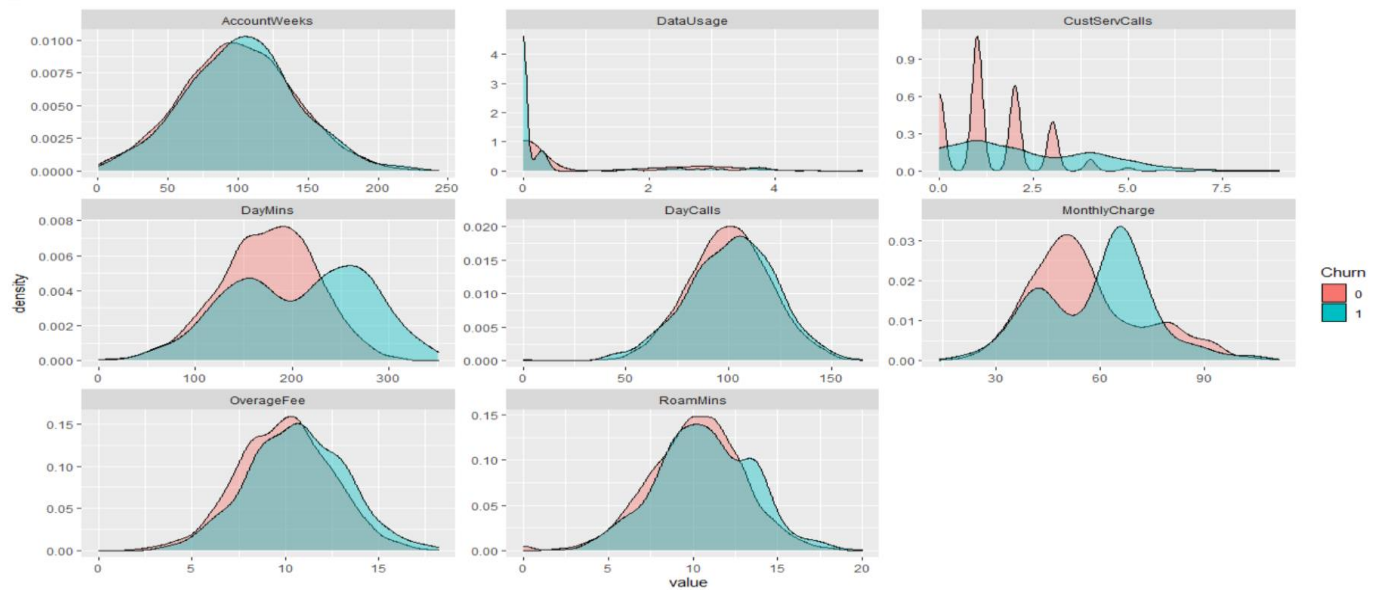 AccountWeeks
0.0100
0.0075
0.0050
0.0025
0.0000
0 50 100 150 200 250
DataUsage
4
3
2
1
0
0 2 4
CustServCalls
0.9
0.6
0.3
0.0
0.0 2.5 5.0 7.5
density
DayMins
0.008
0.006
0.004
0.002
0.000
0 100 200 300
DayCalls
0.020
0.015
0.010
0.005
0.000
0 50 100 150
MonthlyCharge
0.03
0.02
0.01
0.00
30 60 90
OverageFee
0.15
0.10
0.05
0.00
0 5 10 15
RoamMins
0.15
0.10
0.05
0.00
0 5 10 15 20
value
Churn
0
1